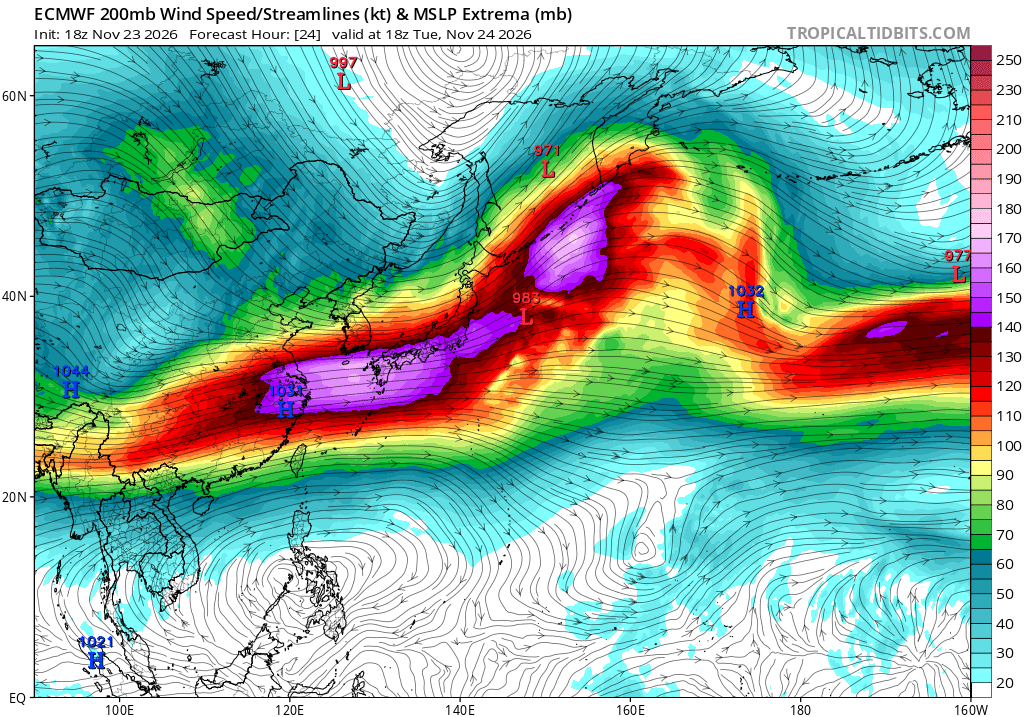 ECMWF 200mb Wind Speed/Streamlines (kt) & MSLP Extrema (mb)
Init: 18z Nov 23 2026 Forecast Hour: [24] valid at 18z Tue, Nov 24 2026
TROPICALTIDBITS.COM
997
L
971
L
977
L
983
L
1032
H
1044
H
1031
H
1021
H
60N
40N
20N
EQ
100E
120E
140E
160E
180
160W
250
230
210
200
190
180
170
160
150
140
130
120
110
100
90
80
70
60
50
40
30
20